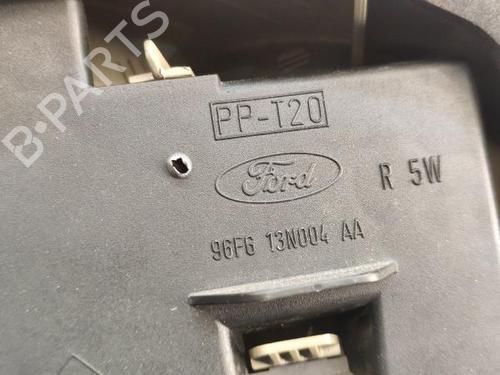 B-PARTS
PP-T20
Ford
R 5W
96FG 13N004 AA